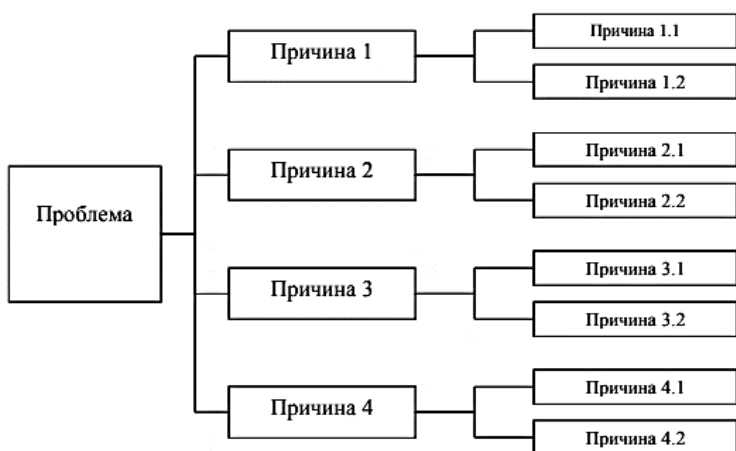 Проблема
Причина 1
Причина 1.1
Причина 1.2
Причина 2
Причина 2.1
Причина 2.2
Причина 3
Причина 3.1
Причина 3.2
Причина 4
Причина 4.1
Причина 4.2